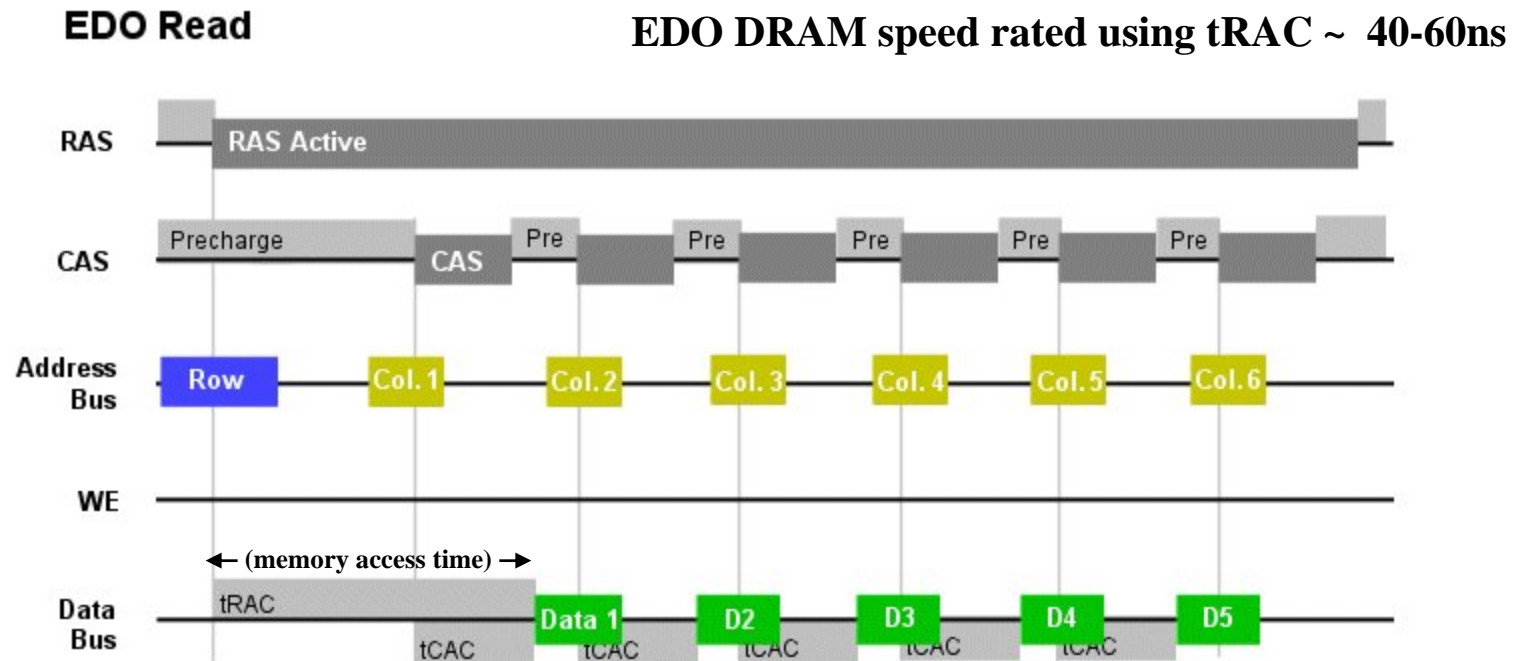 EDO Read
EDO DRAM speed rated using tRAC ~ 40-60ns
RAS
RAS Active
CAS
Precharge
CAS
Pre
Pre
Pre
Pre
Pre
Address
Bus
Row
Col. 1
Col. 2
Col. 3
Col. 4
Col. 5
Col. 6
WE
(memory access time)
Data
Bus
tRAC
Data 1
D2
D3
D4
D5
tCAC
tCAC
tCAC
tCAC
tCAC